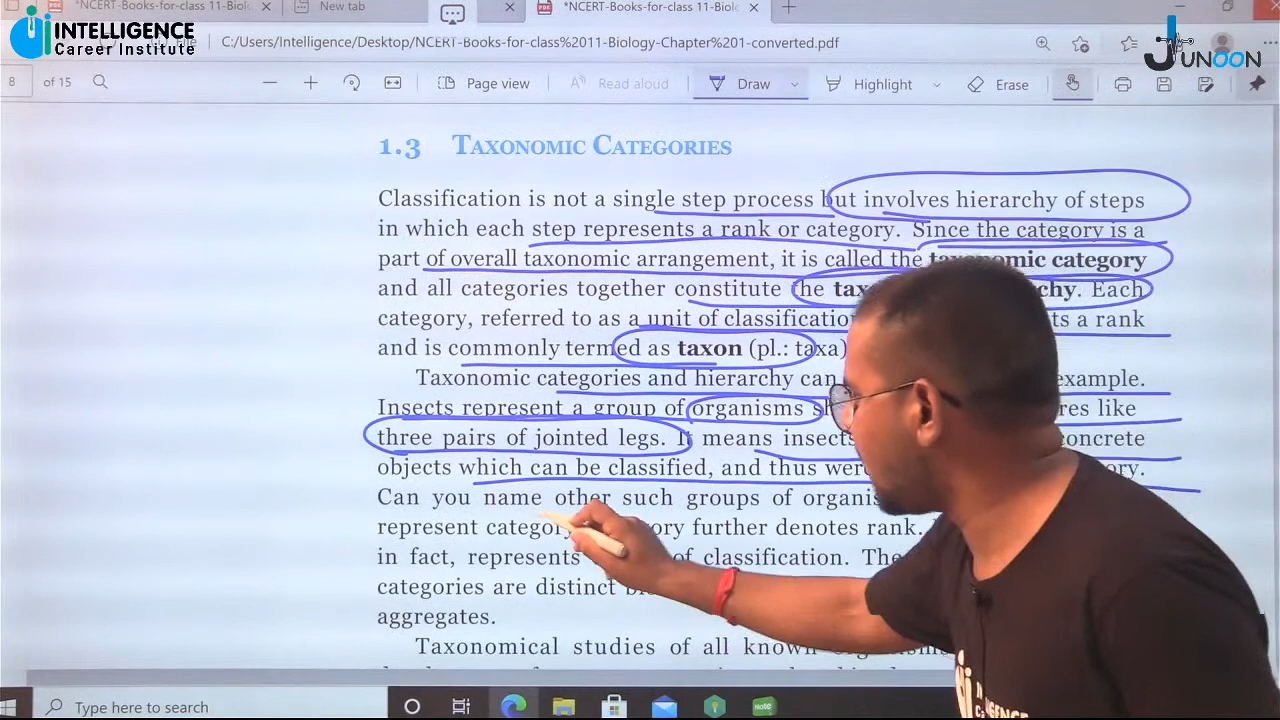 *NCERT-Books-for class 11-Biolo
New tab
*NCERT-Books-for class 11-Biolo
INTELLIGENCE
Career Institute
C:/Users/Intelligence/Desktop/NCERT-Books-for-class%2011-Biology-Chapter%201-converted.pdf
JUNOON
8 of 15
Page view
Read aloud
Draw
Highlight
Erase
1.3 TAXONOMIC CATEGORIES
Classification is not a single step process but involves hierarchy of steps
in which each step represents a rank or category. Since the category is a
part of overall taxonomic arrangement, it is called the taxonomic category
and all categories together constitute the tax chy. Each
category, referred to as a unit of classification ts a rank
and is commonly termed as taxon (pl.: taxa)
Taxonomic categories and hierarchy can example.
Insects represent a group of organisms sh res like
three pairs of jointed legs. It means insects concrete
objects which can be classified, and thus were ory.
Can you name other such groups of organis
represent category ory further denotes rank.
in fact, represents of classification. The
categories are distinct
aggregates.
Taxonomical studies of all known organisms
Type here to search
Note